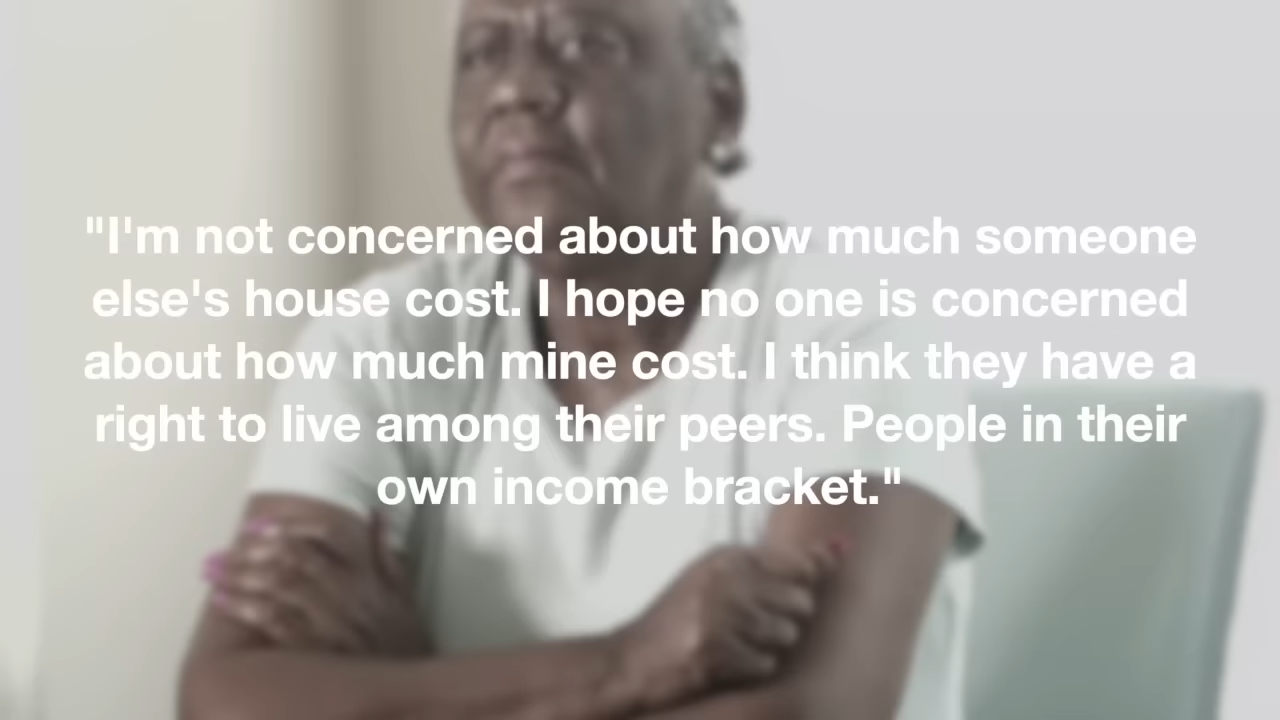 "I'm not concerned about how much someone
else's house cost. I hope no one is concerned
about how much mine cost. I think they have a
right to live among their peers. People in their
own income bracket."